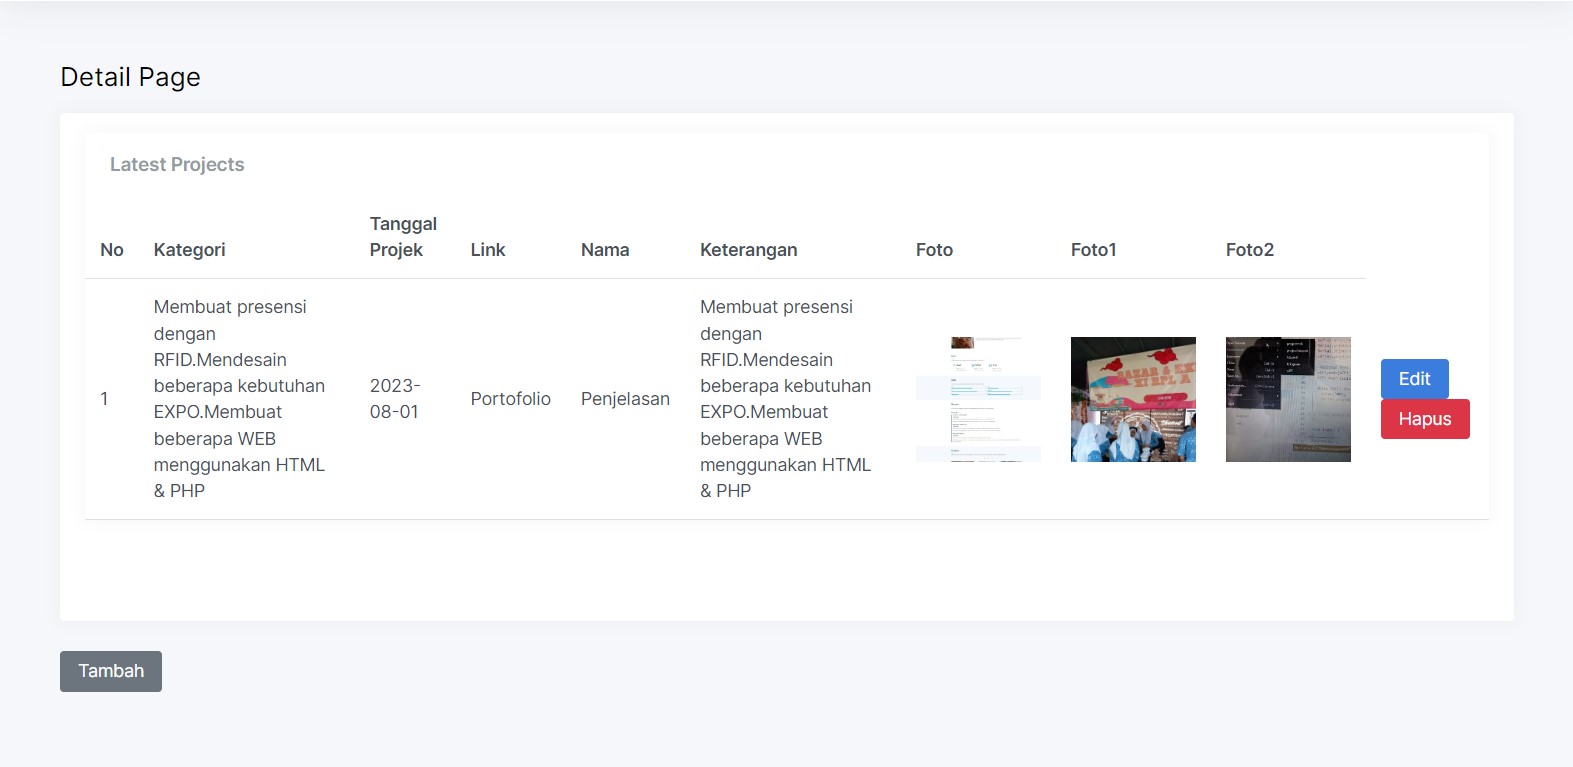 Detail Page
Latest Projects
No Kategori Tanggal Projek Link Nama Keterangan Foto Foto1 Foto2
1
Membuat presensi
dengan
RFID.Mendesain
beberapa kebutuhan
EXPO.Membuat
beberapa WEB
menggunakan HTML
& PHP
2023-
08-01
Portofolio
Penjelasan
Membuat presensi
dengan
RFID.Mendesain
beberapa kebutuhan
EXPO.Membuat
beberapa WEB
menggunakan HTML
& PHP
XI RPL A
Edit
Hapus
Tambah